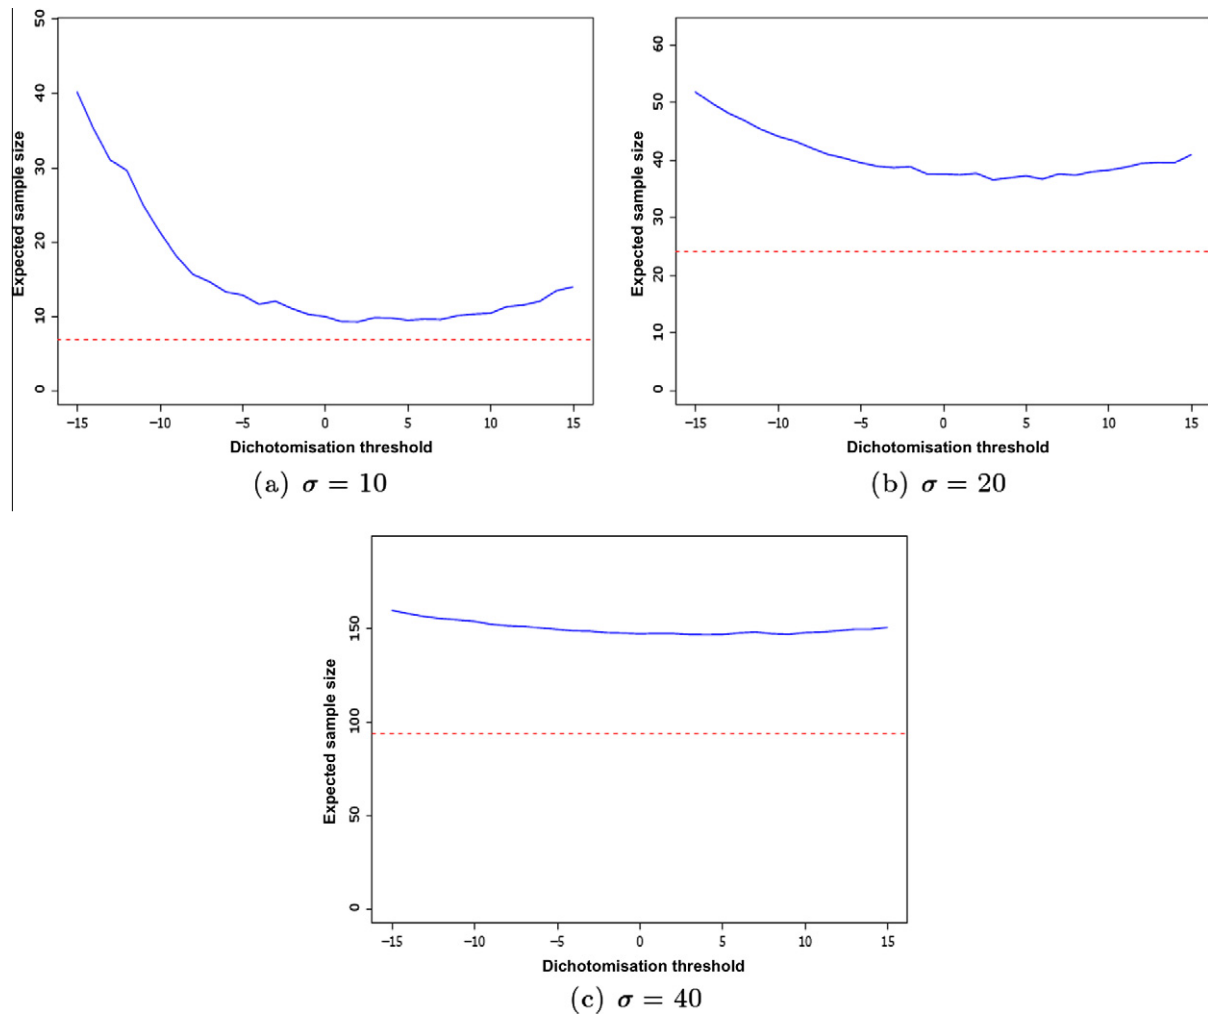 50
40
30
20
10
0
Expected sample size
-15 -10 -5 0 5 10 15
Dichotomisation threshold
(a) σ = 10
60
50
40
30
20
10
0
Expected sample size
-15 -10 -5 0 5 10 15
Dichotomisation threshold
(b) σ = 20
150
100
50
0
Expected sample size
-15 -10 -5 0 5 10 15
Dichotomisation threshold
(c) σ = 40